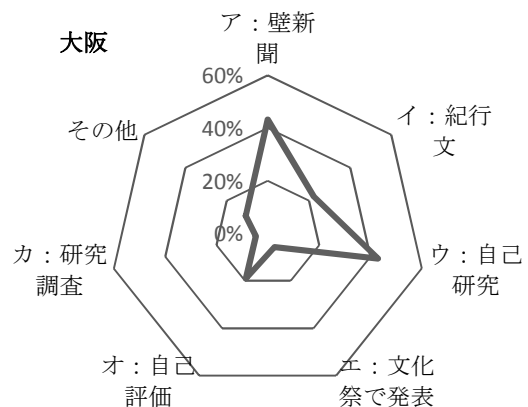 大阪
ア：壁新
聞
60%
40%
20%
0%
イ：紀行
文
ウ：自己
研究
エ：文化
祭で発表
オ：自己
評価
カ：研究
調査
その他